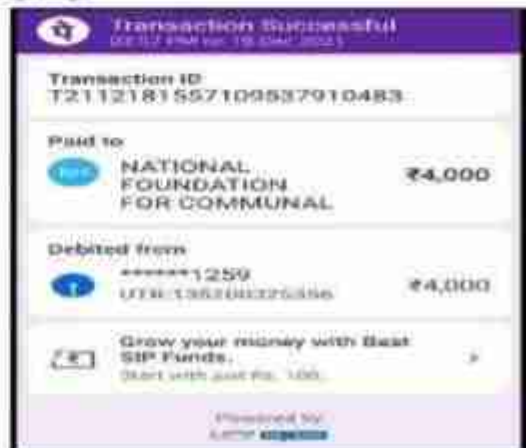 पे
Transaction Successful
Transaction ID
T2112181557109537910483
Paid to
NATIONAL
FOUNDATION
FOR COMMUNAL
₹4,000
Debited from
******1259
₹4,000
Grow your money with Best
SIP Funds.
Start with just Rs. 100.
Powered by